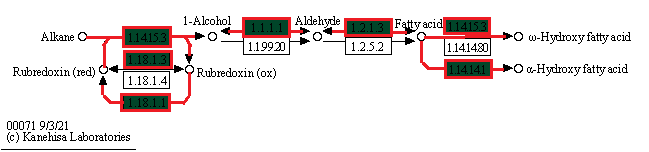 1-Alcohol Aldehyde Fatty acid
Alkane 1.14.15.3 1.1.1.1 1.2.1.3 1.14.15.3 ω-Hydroxy fatty acid
1.1.99.20 1.2.5.2 1.14.14.80
1.18.1.3
Rubredoxin (red) Rubredoxin (ox) 1.14.14.1 α-Hydroxy fatty acid
1.18.1.4
1.18.1.1
00071 9/3/21
(c) Kanehisa Laboratories